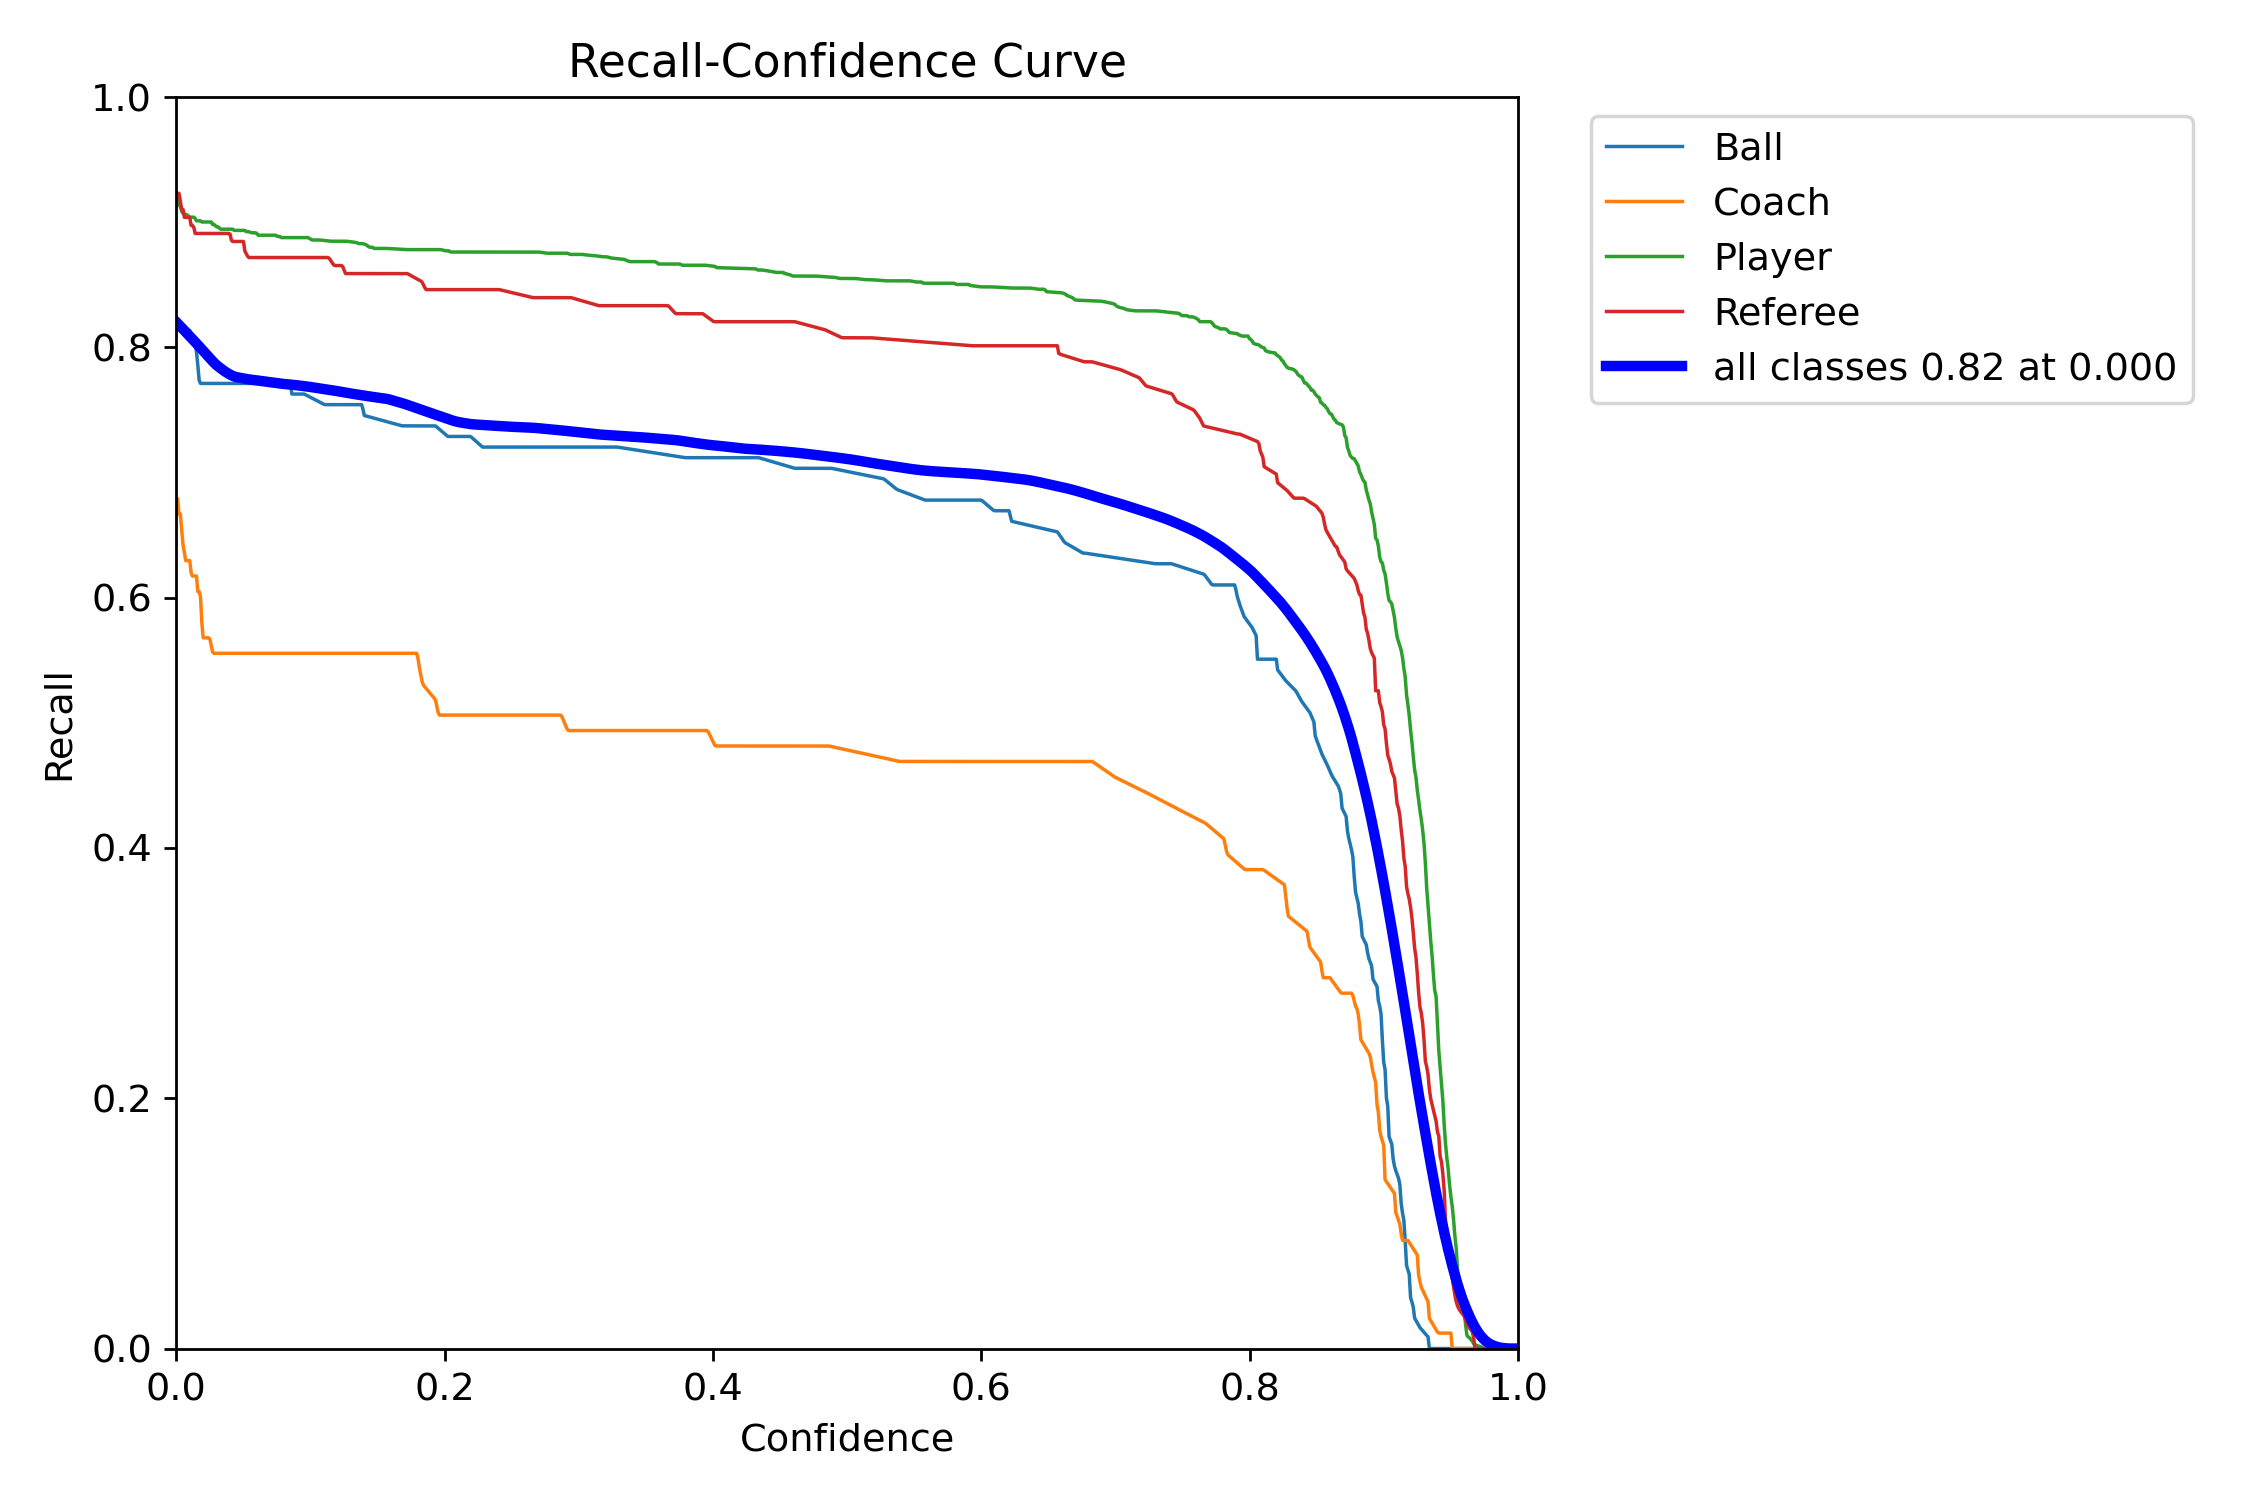 Recall-Confidence Curve
1.0
0.8
0.6
0.4
0.2
0.0
Recall
0.0 0.2 0.4 0.6 0.8 1.0
Confidence
Ball
Coach
Player
Referee
all classes 0.82 at 0.000